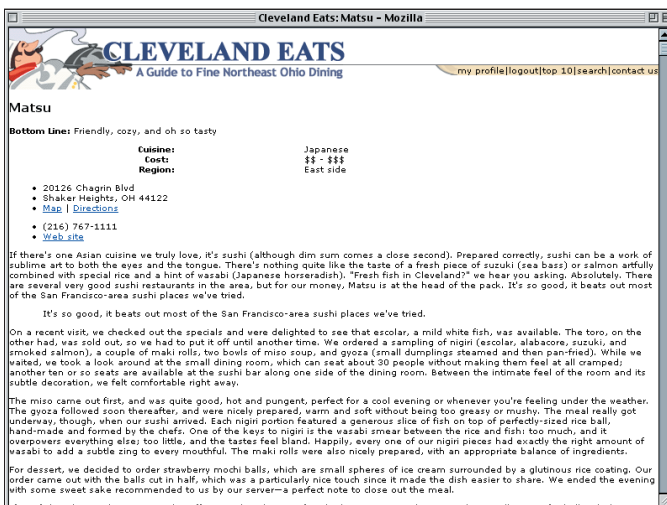 Cleveland Eats: Matsu - Mozilla
CLEVELAND EATS
A Guide to Fine Northeast Ohio Dining
my profile|logout|top 10|search|contact us
Matsu
Bottom Line: Friendly, cozy, and oh so tasty
Cuisine: Japanese
Cost: $$ - $$$
Region: East side
• 20126 Chagrin Blvd
• Shaker Heights, OH 44122
• Map | Directions
• (216) 767-1111
• Web site
If there's one Asian cuisine we truly love, it's sushi (although dim sum comes a close second). Prepared correctly, sushi can be a work of
sublime art to both the eyes and the tongue. There's nothing quite like the taste of a fresh piece of suzuki (sea bass) or salmon artfully
combined with special rice and a hint of wasabi (Japanese horseradish). "Fresh fish in Cleveland?" we hear you asking. Absolutely. There
are several very good sushi restaurants in the area, but for our money, Matsu is at the head of the pack. It's so good, it beats out most
of the San Francisco-area sushi places we've tried.
It's so good, it beats out most of the San Francisco-area sushi places we've tried.
On a recent visit, we checked out the specials and were delighted to see that escolar, a mild white fish, was available. The toro, on the
other had, was sold out, so we had to put it off until another time. We ordered a sampling of nigiri (escolar, alabacore, suzuki, and
smoked salmon), a couple of maki rolls, two bowls of miso soup, and gyoza (small dumplings steamed and then pan-fried). While we
waited, we took a look around at the small dining room, which can seat about 30 people without making them feel at all cramped;
another ten or so seats are available at the sushi bar along one side of the dining room. Between the intimate feel of the room and its
subtle decoration, we felt comfortable right away.
The miso came out first, and was quite good, hot and pungent, perfect for a cool evening or whenever you're feeling under the weather.
The gyoza followed soon thereafter, and were nicely prepared, warm and soft without being too greasy or mushy. The meal really got
underway, though, when our sushi arrived. Each nigiri portion featured a generous slice of fish on top of perfectly-sized rice ball,
hand-made and formed by the chefs. One of the keys to nigiri is the wasabi smear between the rice and fish: too much, and it
overpowers everything else; too little, and the tastes feel bland. Happily, every one of our nigiri pieces had exactly the right amount of
wasabi to add a subtle zing to every mouthful. The maki rolls were also nicely prepared, with an appropriate balance of ingredients.
For dessert, we decided to order strawberry mochi balls, which are small spheres of ice cream surrounded by a glutinous rice coating. Our
order came out with the balls cut in half, which was a particularly nice touch since it made the dish easier to share. We ended the evening
with some sweet sake recommended to us by our server—a perfect note to close out the meal.